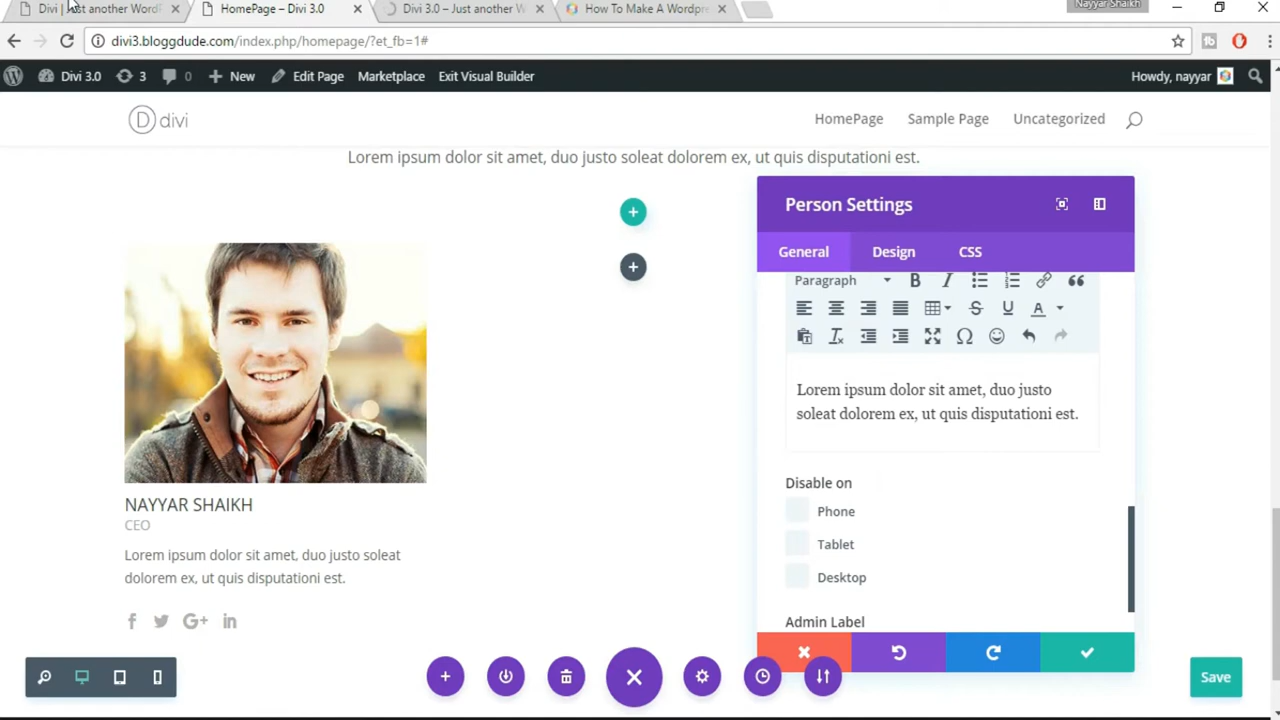 Divi | Just another WordP
HomePage – Divi 3.0
Divi 3.0 – Just another W
How To Make A Wordpre
Nayyar Shaikh
divi3.bloggdude.com/index.php/homepage/?et_fb=1#
Divi 3.0
3
0
New
Edit Page
Marketplace
Exit Visual Builder
Howdy, nayyar
D divi
HomePage
Sample Page
Uncategorized
Lorem ipsum dolor sit amet, duo justo soleat dolorem ex, ut quis disputationi est.
Person Settings
General
Design
CSS
Paragraph
Lorem ipsum dolor sit amet, duo justo
soleat dolorem ex, ut quis disputationi est.
Disable on
Phone
Tablet
Desktop
Admin Label
NAYYAR SHAIKH
CEO
Lorem ipsum dolor sit amet, duo justo soleat
dolorem ex, ut quis disputationi est.
Save